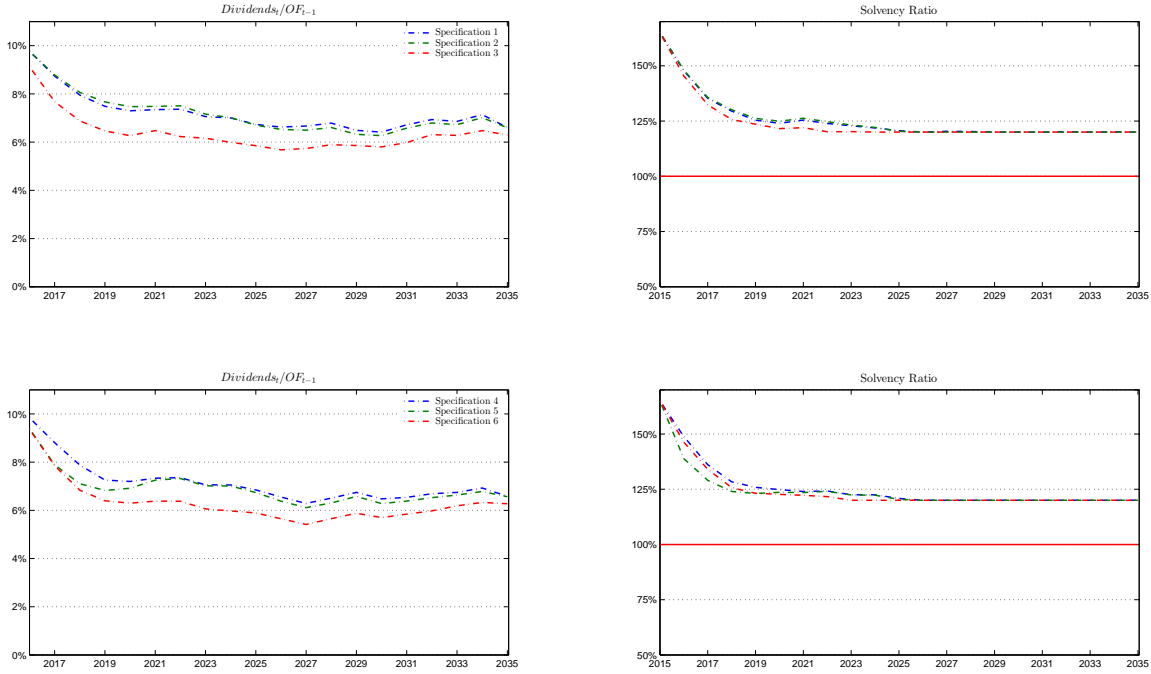 Dividends_t/OF_{t−1}
10%
8%
6%
4%
2%
0%
2017 2019 2021 2023 2025 2027 2029 2031 2033 2035
Specification 1
Specification 2
Specification 3
Solvency Ratio
150%
125%
100%
75%
50%
2015 2017 2019 2021 2023 2025 2027 2029 2031 2033 2035
Dividends_t/OF_{t−1}
10%
8%
6%
4%
2%
0%
2017 2019 2021 2023 2025 2027 2029 2031 2033 2035
Specification 4
Specification 5
Specification 6
Solvency Ratio
150%
125%
100%
75%
50%
2015 2017 2019 2021 2023 2025 2027 2029 2031 2033 2035